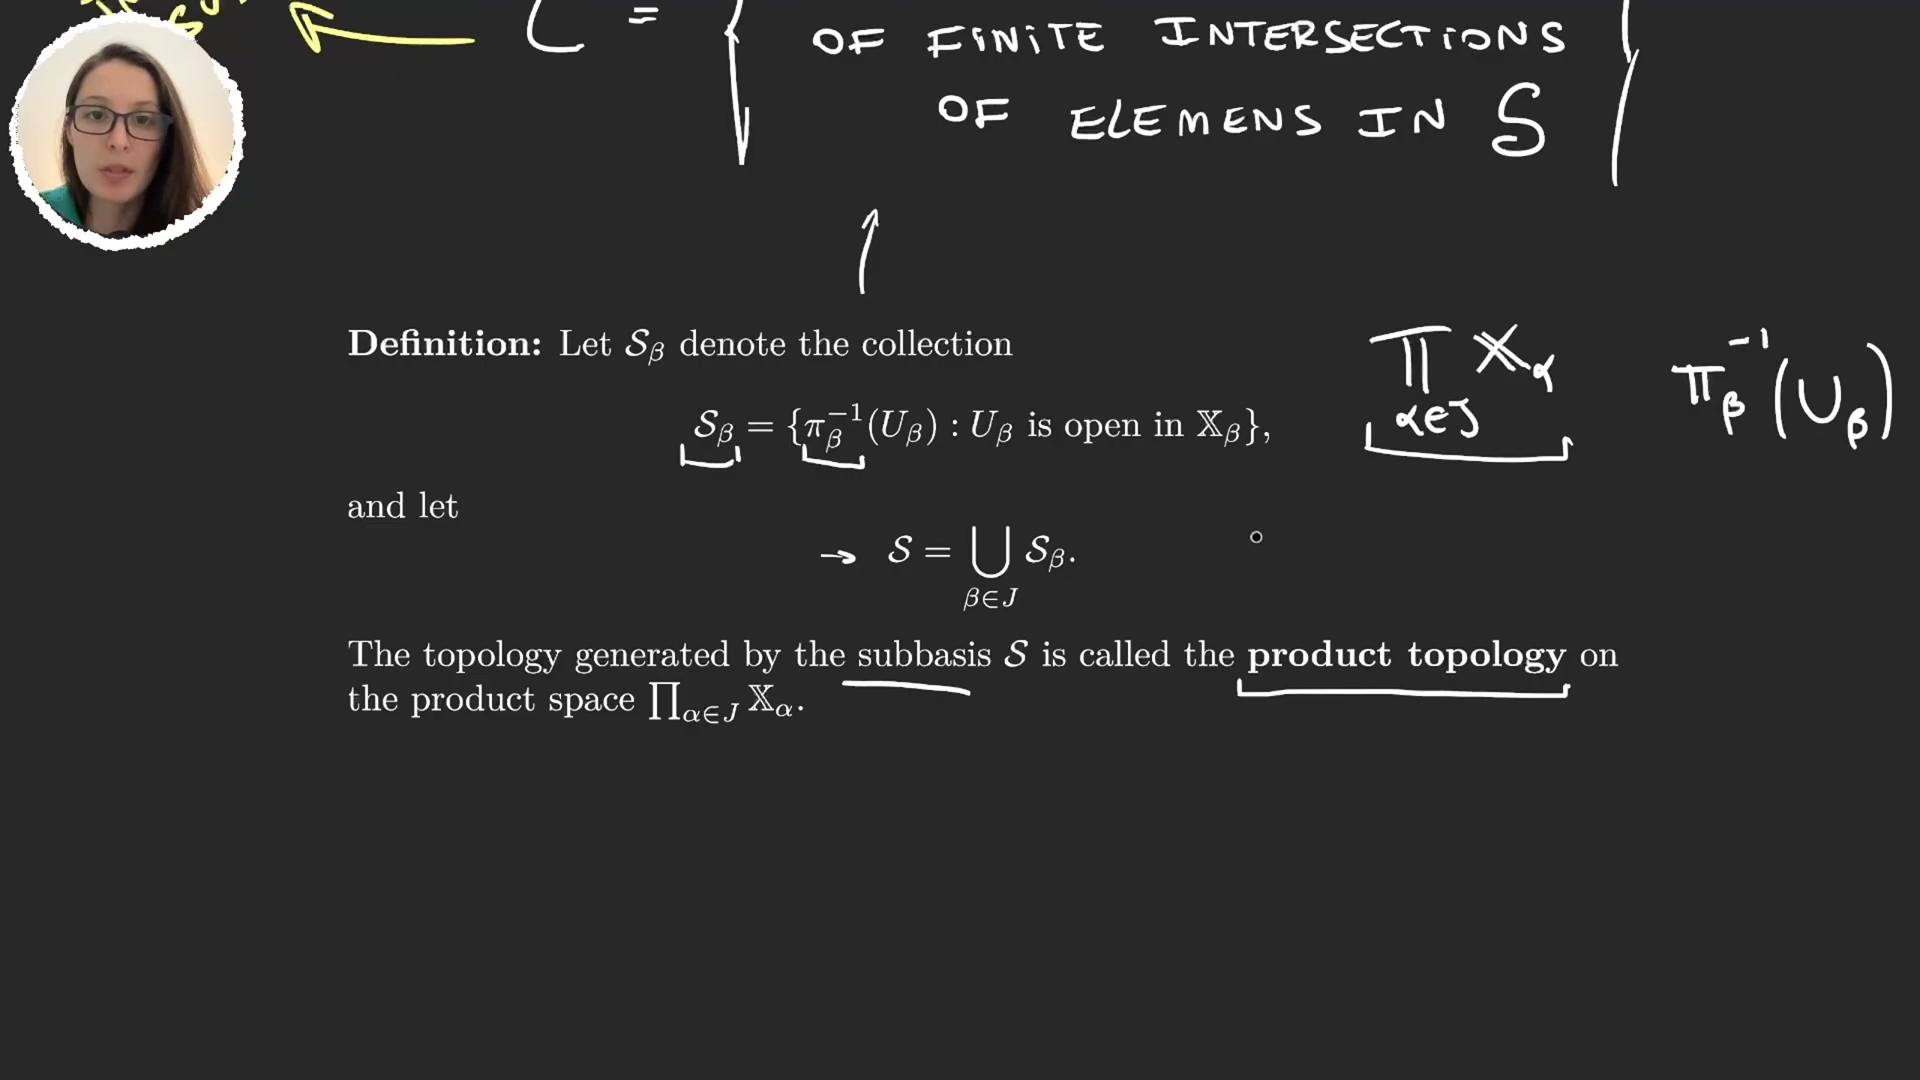 τ =
OF FINITE INTERSECTIONS
OF ELEMENS IN S
Definition: Let 𝒮_β denote the collection
𝒮_β = {π_β^{-1}(U_β) : U_β is open in 𝕏_β},
∏_{α∈J} 𝕏_α
π_β^{-1}(U_β)
and let
→ 𝒮 = ⋃_{β∈J} 𝒮_β.
The topology generated by the subbasis 𝒮 is called the product topology on
the product space ∏_{α∈J} 𝕏_α.